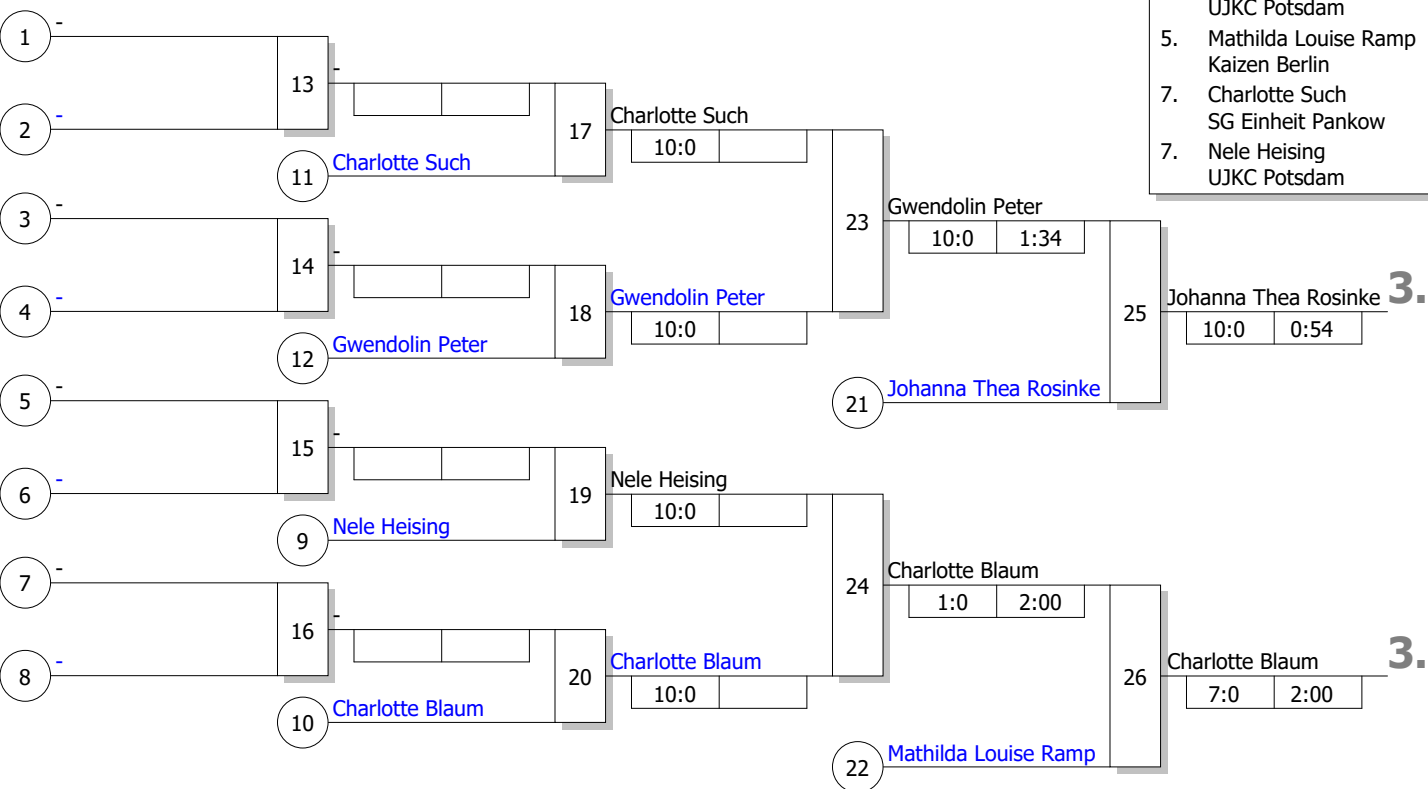 UJKC Potsdam
5. Mathilda Louise Ramp
Kaizen Berlin
7. Charlotte Such
SG Einheit Pankow
7. Nele Heising
UJKC Potsdam
1 -
13 -
2 -
17 Charlotte Such
10:0
11 Charlotte Such
3 -
23 Gwendolin Peter
10:0 1:34
14 -
4 -
18 Gwendolin Peter
10:0
12 Gwendolin Peter
25 Johanna Thea Rosinke 3.
10:0 0:54
5 -
21 Johanna Thea Rosinke
15 -
6 -
19 Nele Heising
10:0
9 Nele Heising
7 -
24 Charlotte Blaum
1:0 2:00
16 -
8 -
20 Charlotte Blaum
10:0
10 Charlotte Blaum
26 Charlotte Blaum 3.
7:0 2:00
22 Mathilda Louise Ramp